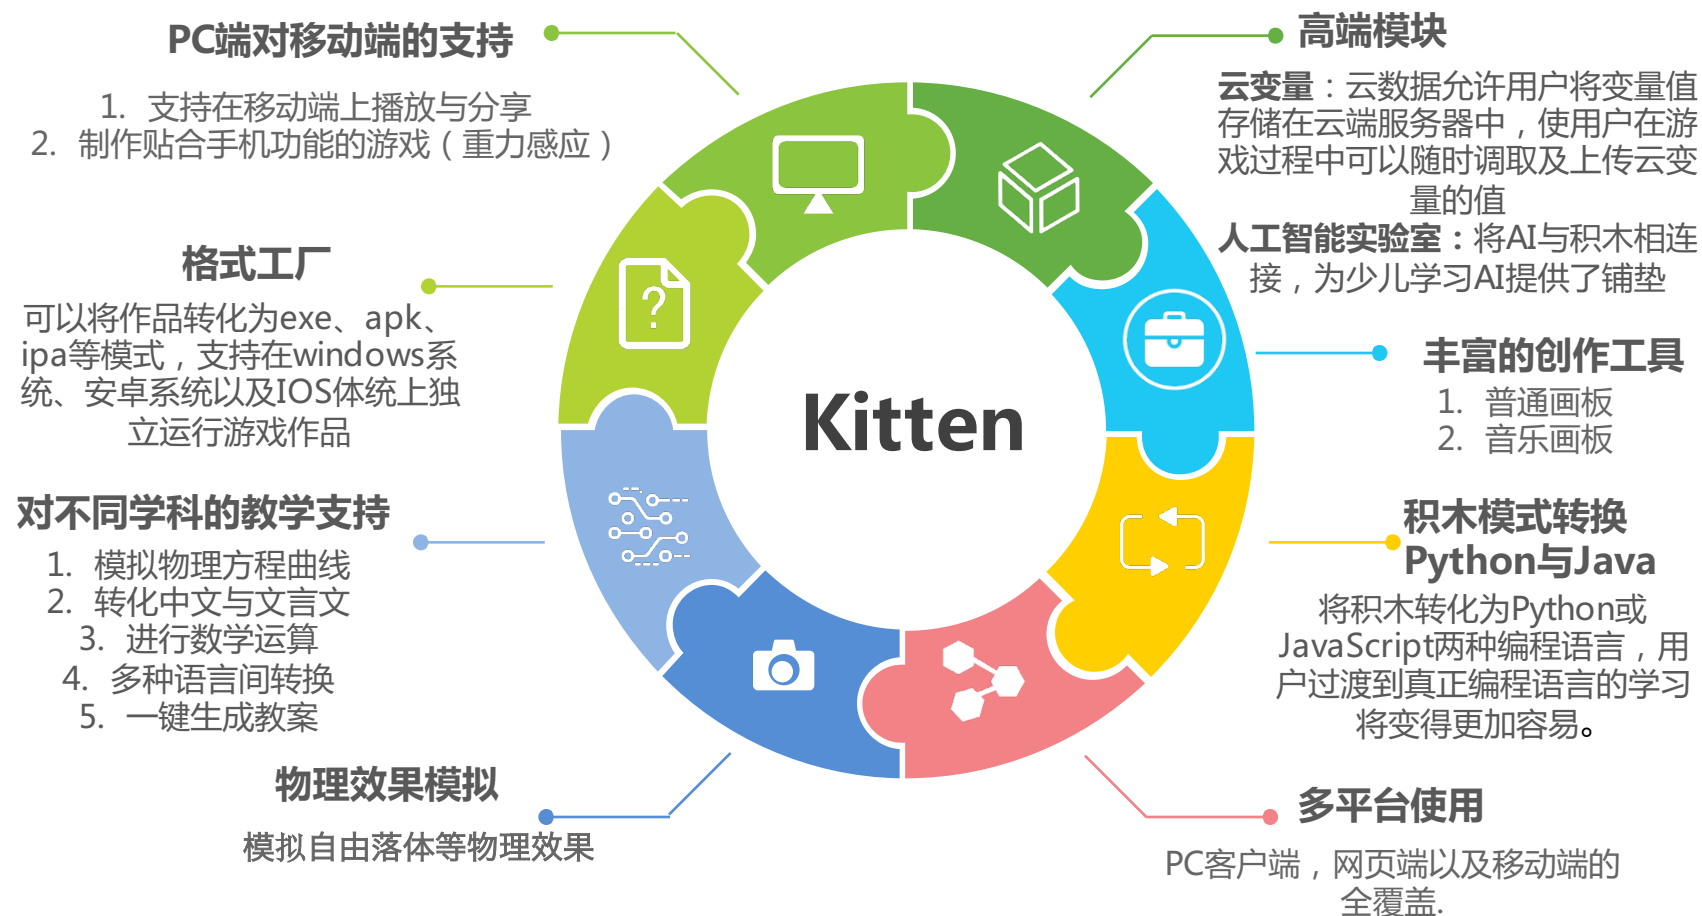 PC端对移动端的支持
1. 支持在移动端上播放与分享
2. 制作贴合手机功能的游戏（重力感应）
格式工厂
可以将作品转化为exe、apk、
ipa等模式，支持在windows系
统、安卓系统以及IOS体统上独
立运行游戏作品
对不同学科的教学支持
1. 模拟物理方程曲线
2. 转化中文与文言文
3. 进行数学运算
4. 多种语言间转换
5. 一键生成教案
物理效果模拟
模拟自由落体等物理效果
?
Kitten
高端模块
云变量：云数据允许用户将变量值
存储在云端服务器中，使用户在游
戏过程中可以随时调取及上传云变
量的值
人工智能实验室：将AI与积木相连
接，为少儿学习AI提供了铺垫
丰富的创作工具
1. 普通画板
2. 音乐画板
积木模式转换
Python与Java
将积木转化为Python或
JavaScript两种编程语言，用
户过渡到真正编程语言的学习
将变得更加容易。
多平台使用
PC客户端，网页端以及移动端的
全覆盖.